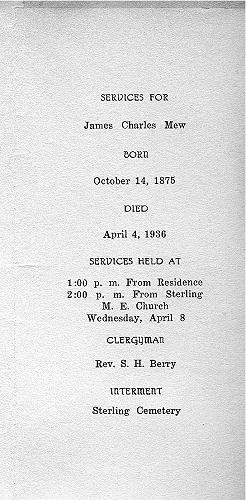 SERVICES FOR
James Charles Mew
BORN
October 14, 1875
DIED
April 4, 1936
SERVICES HELD AT
1:00 p. m. From Residence
2:00 p. m. From Sterling
M. E. Church
Wednesday, April 8
CLERGYMAN
Rev. S. H. Berry
INTERMENT
Sterling Cemetery